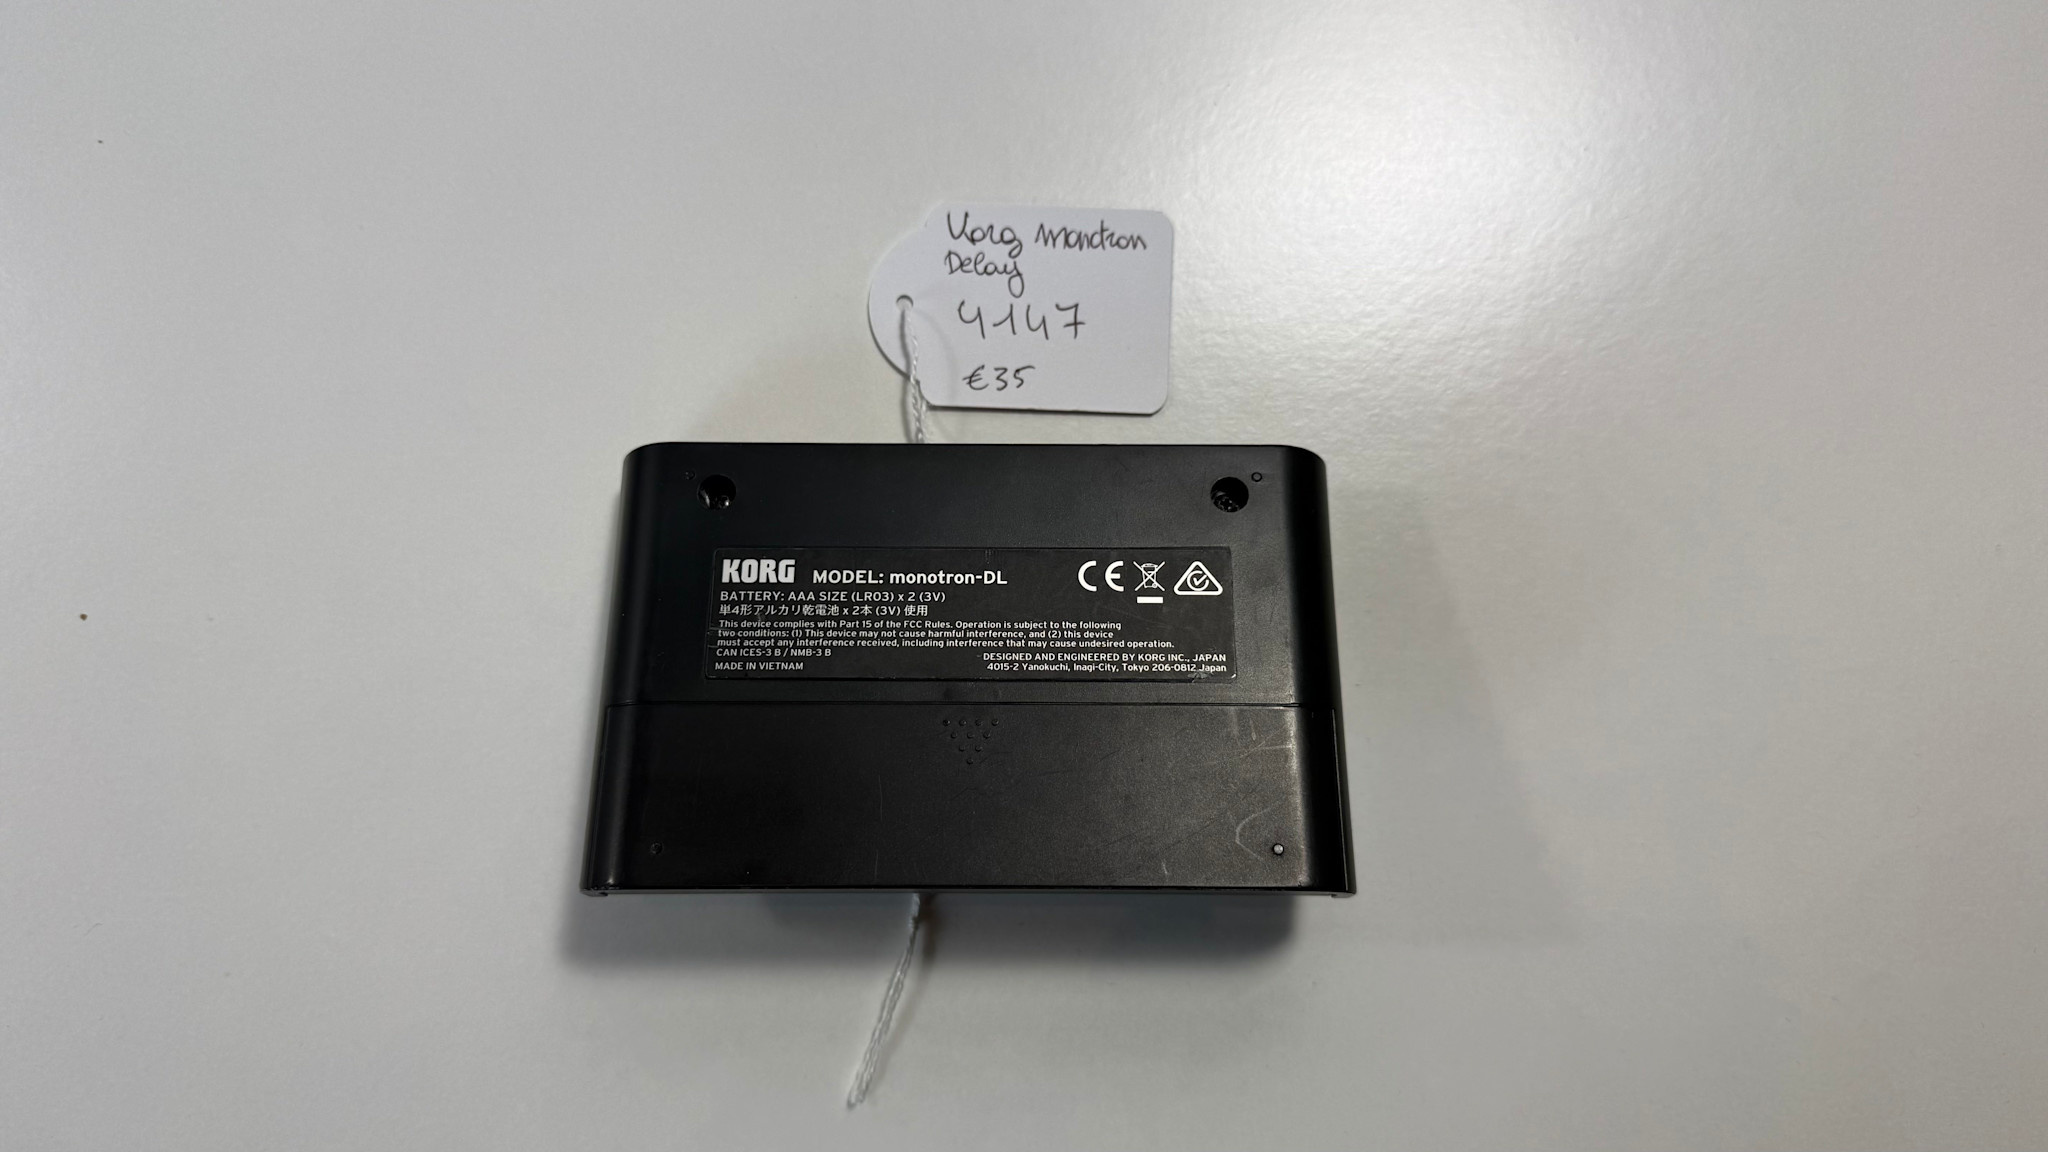 Korg monotron
Delay
4147
€35
KORG MODEL: monotron-DL
BATTERY: AAA SIZE (LR03) x 2 (3V)
単4形アルカリ乾電池 x 2本 (3V) 使用
This device complies with Part 15 of the FCC Rules. Operation is subject to the following
two conditions: (1) This device may not cause harmful interference, and (2) this device
must accept any interference received, including interference that may cause undesired operation.
CAN ICES-3 B / NMB-3 B
MADE IN VIETNAM
DESIGNED AND ENGINEERED BY KORG INC., JAPAN
4015-2 Yanokuchi, Inagi-City, Tokyo 206-0812 Japan
CE